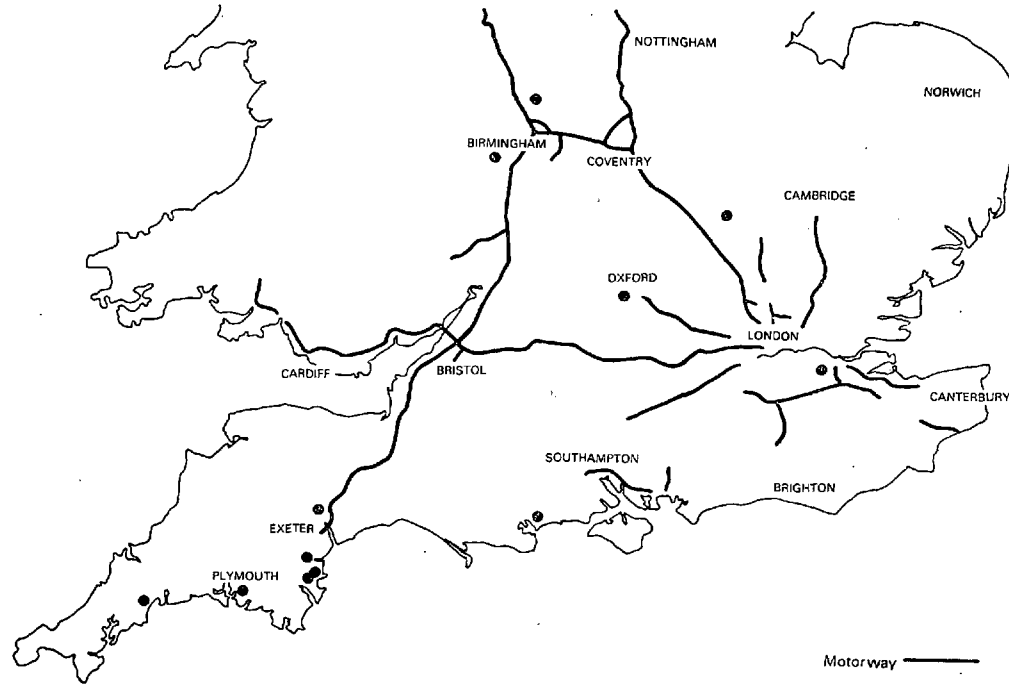 NOTTINGHAM
NORWICH
BIRMINGHAM
COVENTRY
CAMBRIDGE
OXFORD
LONDON
CARDIFF
BRISTOL
CANTERBURY
SOUTHAMPTON
BRIGHTON
EXETER
PLYMOUTH
Motorway